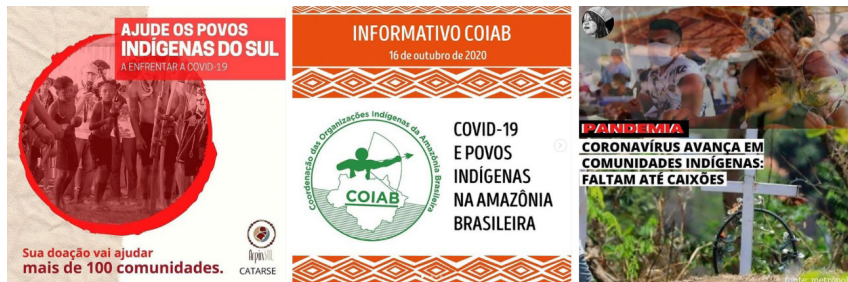 AJUDE OS POVOS
INDÍGENAS DO SUL
A ENFRENTAR A COVID-19
Sua doação vai ajudar
mais de 100 comunidades.
ArpinSUL
CATARSE
INFORMATIVO COIAB
16 de outubro de 2020
Coordenação das Organizações Indígenas da Amazônia Brasileira
COIAB
COVID-19
E POVOS
INDÍGENAS
NA AMAZÔNIA
BRASILEIRA
PANDEMIA
CORONAVÍRUS AVANÇA EM
COMUNIDADES INDÍGENAS:
FALTAM ATÉ CAIXÕES
fonte: metrópol